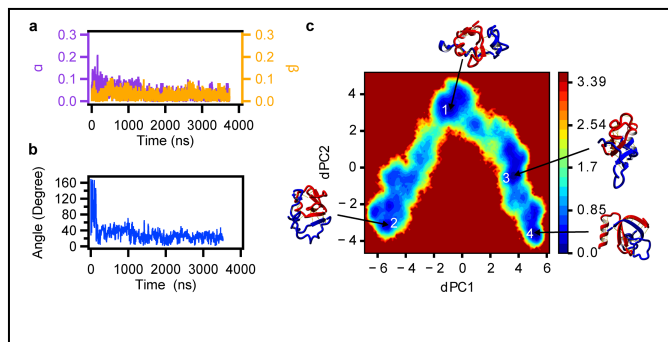 a
0.3
0.2
0.1
0.0
α
0.3
0.2
0.1
0.0
β
0 1000 2000 3000 4000
Time (ns)
b
160
120
80
40
0
Angle (Degree)
0 1000 2000 3000 4000
Time (ns)
c
4
2
0
− 2
− 4
dPC2
− 6 − 4 − 2 0 2 4 6
dPC1
1
2
3
4
3.39
2.54
1.7
0.85
0.0